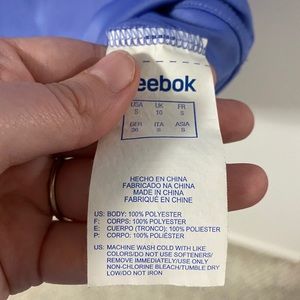 eebok
USA UK FR
S 10 S
GER ITA ASIA
36 S S
HECHO EN CHINA
FABRICADO NA CHINA
MADE IN CHINA
FABRIQUÉ EN CHINE
US: BODY: 100% POLYESTER
F: CORPS: 100% POLYESTER
E: CUERPO (TRONCO): 100% POLIESTER
P: CORPO: 100% POLIÉSTER
US: MACHINE WASH COLD WITH LIKE
COLORS/DO NOT USE SOFTENERS/
REMOVE IMMEDIATELY/USE ONLY
NON-CHLORINE BLEACH/TUMBLE DRY
LOW/DO NOT IRON